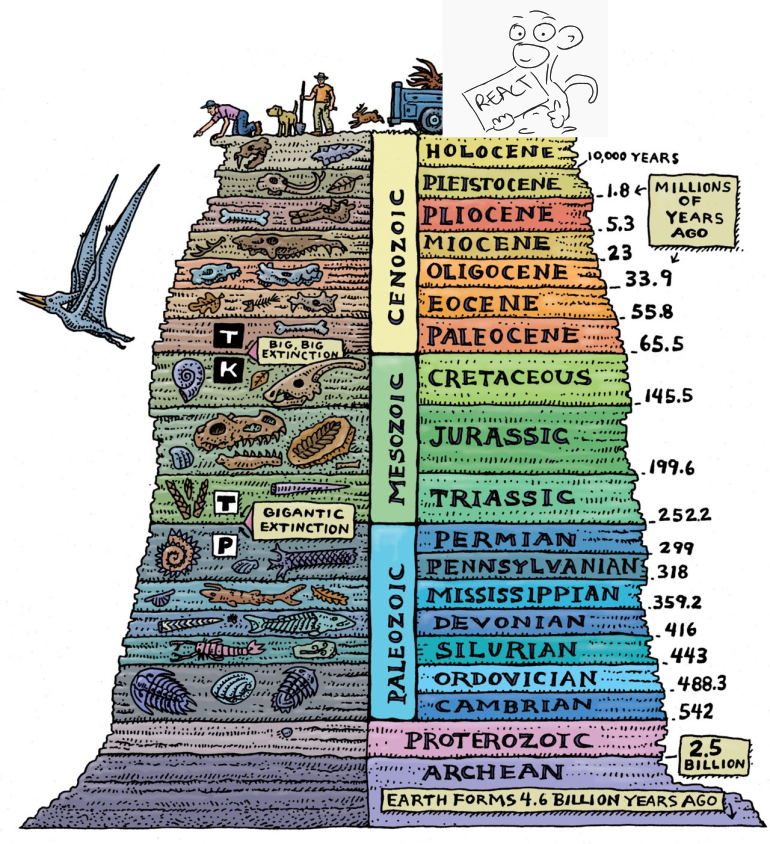 REACT
HOLOCENE
10,000 YEARS
PLEISTOCENE
1.8
MILLIONS
OF
YEARS
AGO
PLIOCENE
5.3
MIOCENE
23
OLIGOCENE
33.9
EOCENE
55.8
PALEOCENE
65.5
CENOZOIC
T
BIG, BIG
EXTINCTION
K
CRETACEOUS
145.5
JURASSIC
199.6
TRIASSIC
252.2
MESOZOIC
T
GIGANTIC
EXTINCTION
P
PERMIAN
299
PENNSYLVANIAN
318
MISSISSIPPIAN
359.2
DEVONIAN
416
SILURIAN
443
ORDOVICIAN
488.3
CAMBRIAN
542
PALEOZOIC
PROTEROZOIC
2.5
BILLION
ARCHEAN
EARTH FORMS 4.6 BILLION YEARS AGO